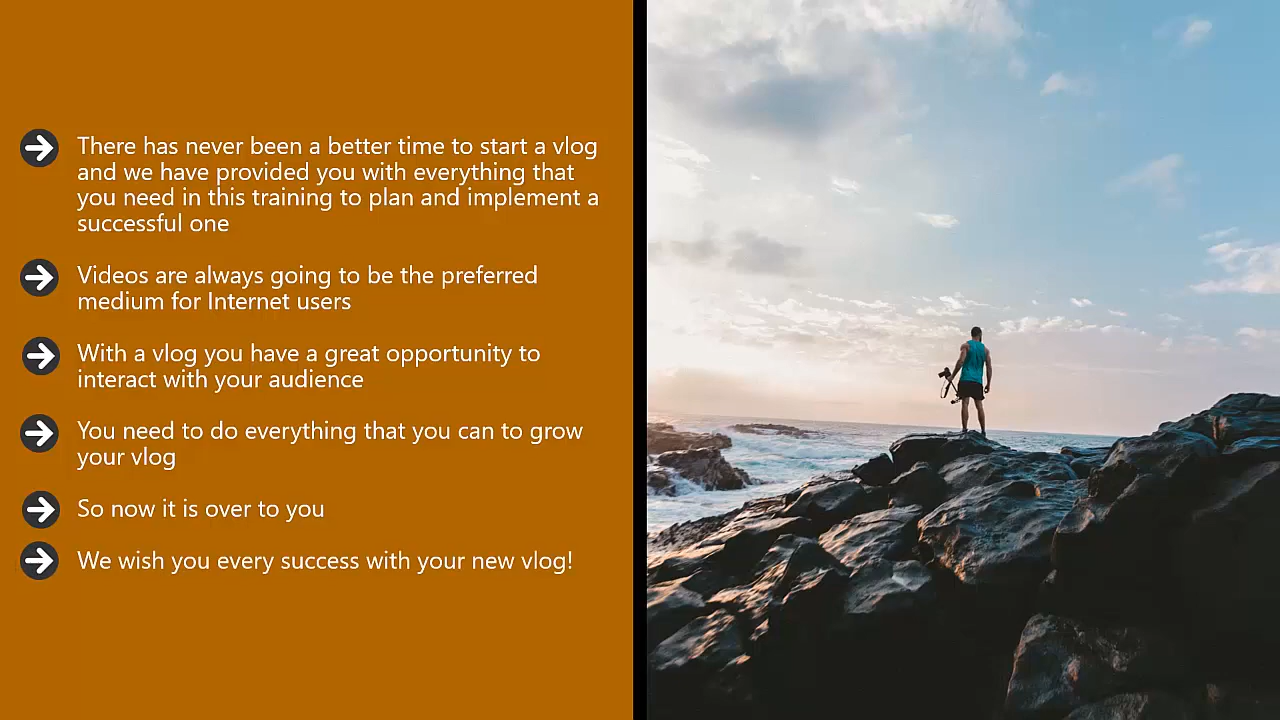 There has never been a better time to start a vlog
and we have provided you with everything that
you need in this training to plan and implement a
successful one
Videos are always going to be the preferred
medium for Internet users
With a vlog you have a great opportunity to
interact with your audience
You need to do everything that you can to grow
your vlog
So now it is over to you
We wish you every success with your new vlog!